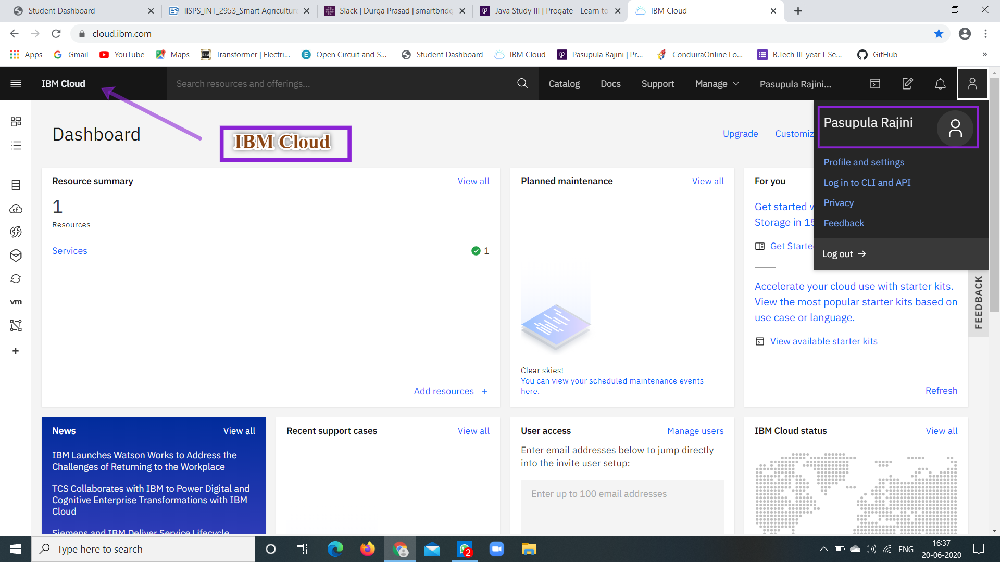 Student Dashboard
IISPS_INT_2953_Smart Agriculture
Slack | Durga Prasad | smartbridg
Java Study III | Progate - Learn to
IBM Cloud
cloud.ibm.com
Apps
Gmail
YouTube
Maps
Transformer | Electri...
Open Circuit and S...
Student Dashboard
IBM Cloud
Pasupula Rajini | Pr...
ConduiraOnline Lo...
B.Tech III-year I-Se...
GitHub
»
IBM Cloud
Search resources and offerings...
Catalog
Docs
Support
Manage
Pasupula Rajini...
Dashboard
IBM Cloud
Upgrade
Customiz
Pasupula Rajini
Profile and settings
Log in to CLI and API
Privacy
Feedback
Log out →
Resource summary
View all
1
Resources
Services
1
Add resources +
Planned maintenance
View all
Clear skies!
You can view your scheduled maintenance events
here.
For you
Get started w
Storage in 15
Get Starte
Accelerate your cloud use with starter kits.
View the most popular starter kits based on
use case or language.
View available starter kits
Refresh
FEEDBACK
cf
vm
News
View all
IBM Launches Watson Works to Address the
Challenges of Returning to the Workplace
TCS Collaborates with IBM to Power Digital and
Cognitive Enterprise Transformations with IBM
Cloud
Siemens and IBM Deliver Service Lifecycle
Recent support cases
View all
User access
Manage users
Enter email addresses below to jump directly
into the invite user setup:
Enter up to 100 email addresses
IBM Cloud status
View all
Type here to search
2
ENG
16:37
20-06-2020